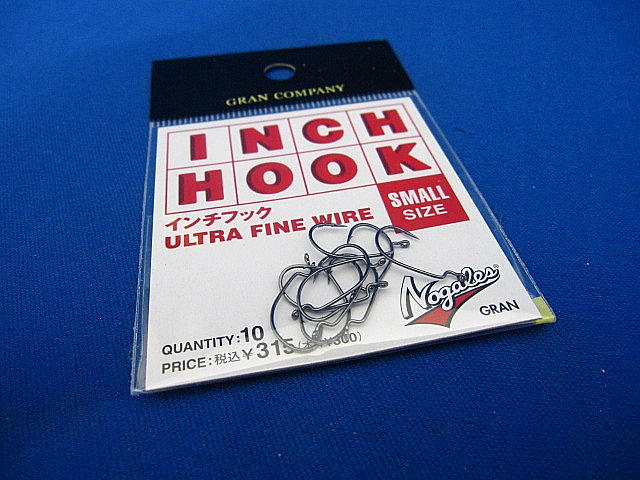 GRAN COMPANY
INCH
HOOK
インチフック
ULTRA FINE WIRE
SMALL
SIZE
Nogales
GRAN
QUANTITY:10
PRICE:税込¥315